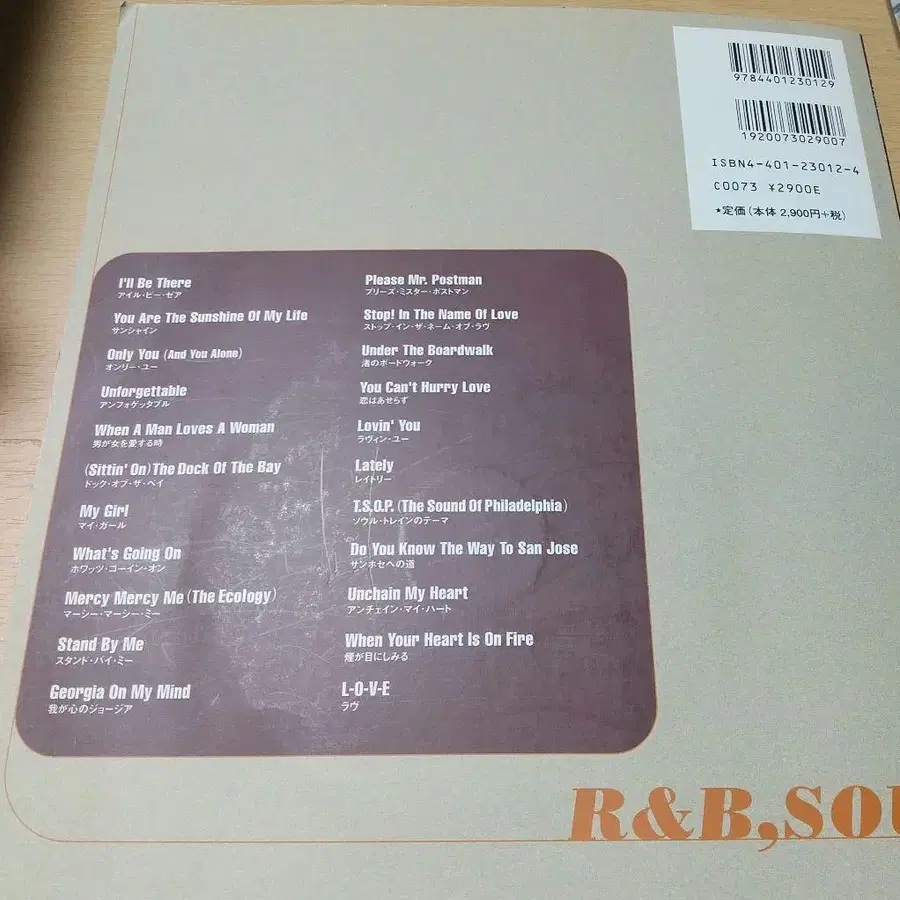 9784401230129
1920073029007
ISBN4-401-23012-4
C0073 ¥2900E
★定価(本体 2,900円+税)
I'll Be There
アイル・ビー・ゼア
You Are The Sunshine Of My Life
サンシャイン
Only You (And You Alone)
オンリー・ユー
Unforgettable
アンフォゲッタブル
When A Man Loves A Woman
男が女を愛する時
(Sittin' On) The Dock Of The Bay
ドック・オブ・ザ・ベイ
My Girl
マイ・ガール
What's Going On
ホワッツ・ゴーイン・オン
Mercy Mercy Me (The Ecology)
マーシー・マーシー・ミー
Stand By Me
スタンド・バイ・ミー
Georgia On My Mind
我が心のジョージア
Please Mr. Postman
プリーズ・ミスター・ポストマン
Stop! In The Name Of Love
ストップ・イン・ザ・ネーム・オブ・ラヴ
Under The Boardwalk
渚のボードウォーク
You Can't Hurry Love
恋はあせらず
Lovin' You
ラヴィン・ユー
Lately
レイトリー
T.S.O.P. (The Sound Of Philadelphia)
ソウル・トレインのテーマ
Do You Know The Way To San Jose
サンホセへの道
Unchain My Heart
アンチェイン・マイ・ハート
When Your Heart Is On Fire
煙が目にしみる
L-O-V-E
ラヴ
R&B,SOU